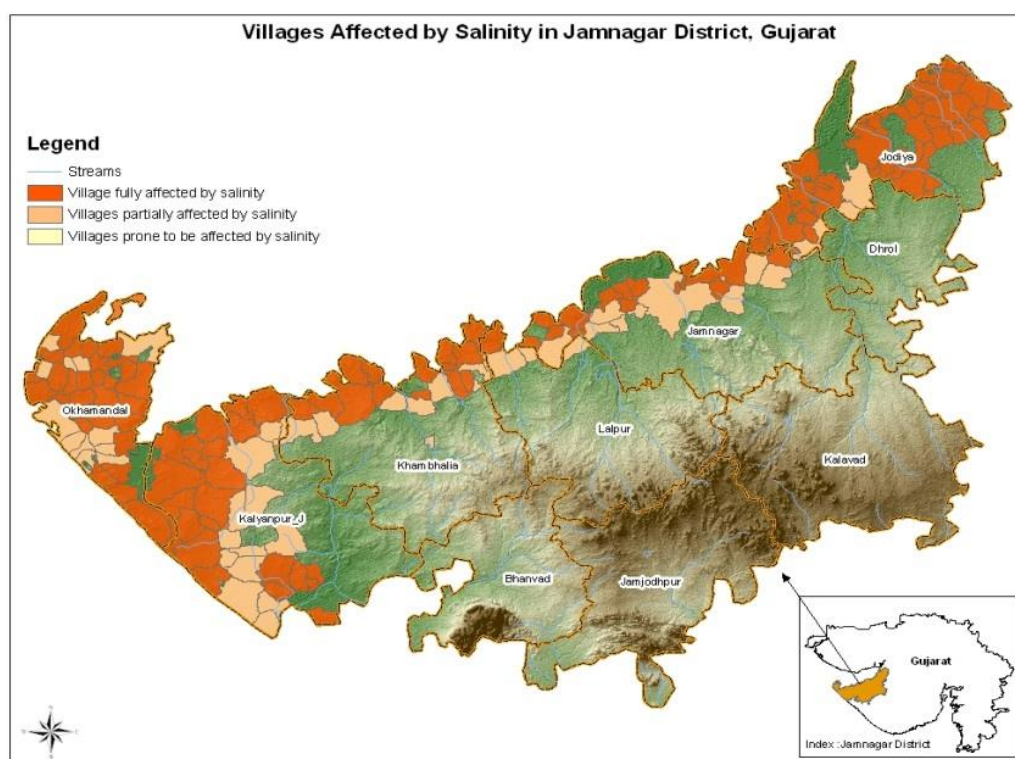 Villages Affected by Salinity in Jamnagar District, Gujarat
Legend
Streams
Village fully affected by salinity
Villages partially affected by salinity
Villages prone to be affected by salinity
Jodiya
Dhrol
Jamnagar
Okhamandal
Lalpur
Khambhalia
Kalavad
Kalyanpur_J
Bhanvad
Jamjodhpur
Gujarat
Index :Jamnagar District